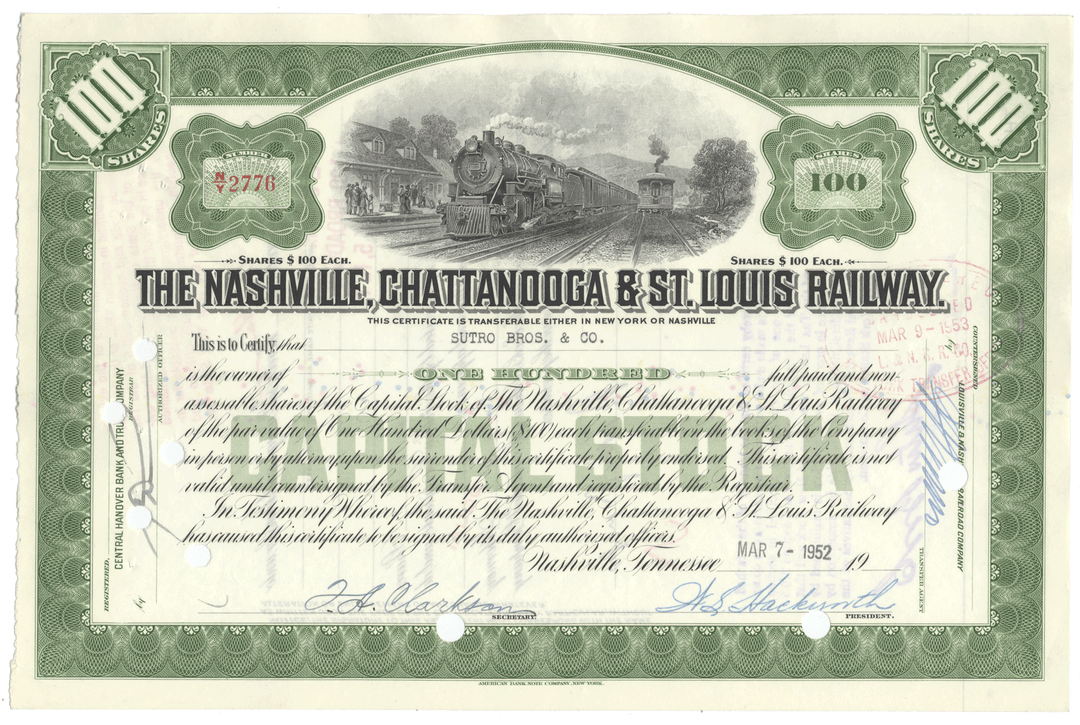 100 SHARES
100 SHARES
NUMBER
N/Y 2776
SHARES
100
SHARES $100 EACH.
SHARES $100 EACH.
THE NASHVILLE, CHATTANOOGA & ST. LOUIS RAILWAY.
THIS CERTIFICATE IS TRANSFERABLE EITHER IN NEW YORK OR NASHVILLE
This is to Certify, that SUTRO BROS. & CO.
is the owner of ONE HUNDRED full paid and non-
assessable shares of the Capital Stock of The Nashville, Chattanooga & St. Louis Railway
of the par value of One Hundred Dollars ($100) each transferable on the books of the Company
in person or by attorney upon the surrender of this certificate properly endorsed. This certificate is not
valid until countersigned by the Transfer Agent and registered by the Registrar.
In Testimony Whereof the said The Nashville, Chattanooga & St. Louis Railway
has caused this certificate to be signed by its duly authorized officers.
Nashville, Tennessee MAR 7 - 1952 19
CAPITAL STOCK
SECRETARY.
W S Hackworth
PRESIDENT.
REGISTERED.
CENTRAL HANOVER BANK AND TRU COMPANY
REGISTRAR
by
AUTHORIZED OFFICER
COUNTERSIGNED
LOUISVILLE & NASH RAILROAD COMPANY
by
TRANSFER AGENT
MAR 9 - 1953
AMERICAN BANK NOTE COMPANY, NEW YORK.